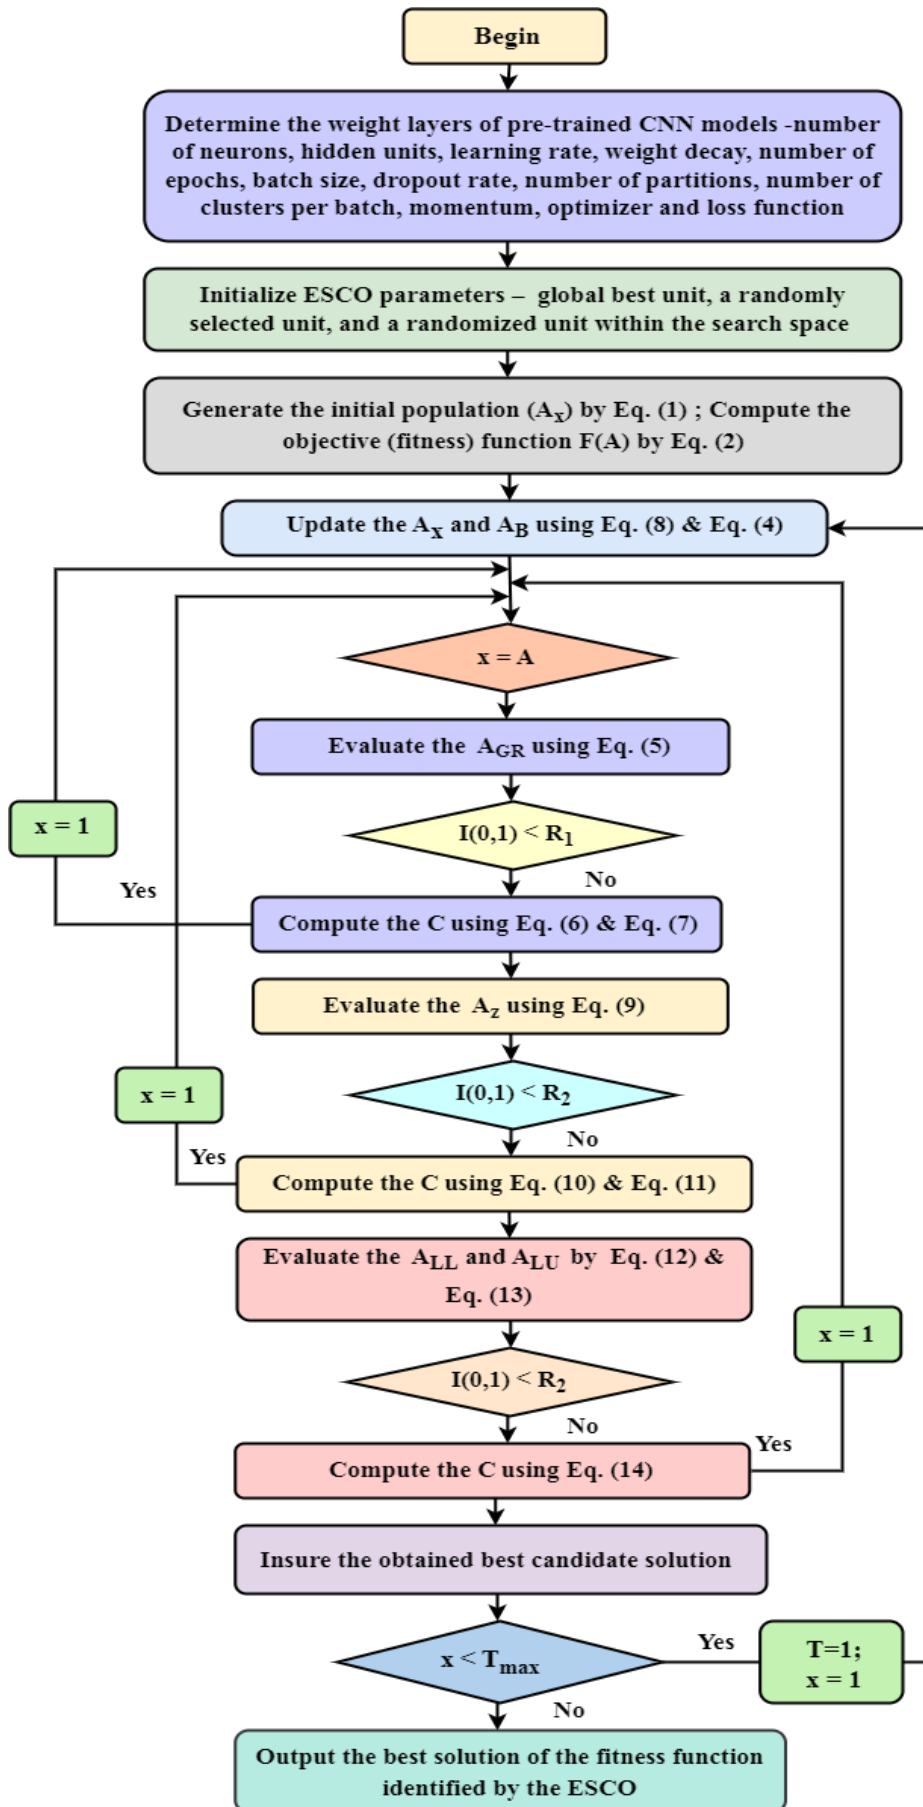 Begin
Determine the weight layers of pre-trained CNN models -number
of neurons, hidden units, learning rate, weight decay, number of
epochs, batch size, dropout rate, number of partitions, number of
clusters per batch, momentum, optimizer and loss function
Initialize ESCO parameters – global best unit, a randomly
selected unit, and a randomized unit within the search space
Generate the initial population (Aₓ) by Eq. (1) ; Compute the
objective (fitness) function F(A) by Eq. (2)
Update the A_X and A_B using Eq. (8) & Eq. (4)
x = A
Evaluate the A_GR using Eq. (5)
x = 1
I(0,1) < R₁
Yes
No
Compute the C using Eq. (6) & Eq. (7)
Evaluate the A_z using Eq. (9)
x = 1
I(0,1) < R₂
No
Yes
Compute the C using Eq. (10) & Eq. (11)
Evaluate the A_LL and A_LU by Eq. (12) &
Eq. (13)
x = 1
I(0,1) < R₂
No
Yes
Compute the C using Eq. (14)
Insure the obtained best candidate solution
x < T_max
Yes
T=1;
x = 1
No
Output the best solution of the fitness function
identified by the ESCO